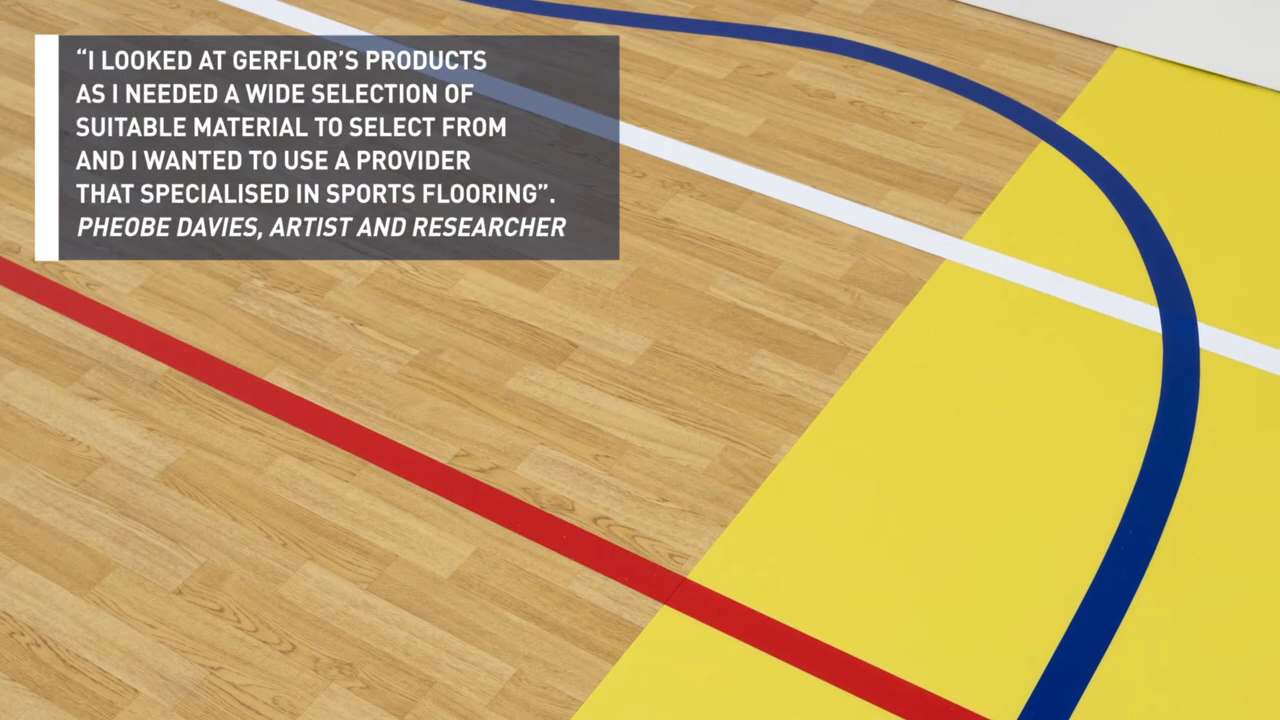 “I LOOKED AT GERFLOR’S PRODUCTS
AS I NEEDED A WIDE SELECTION OF
SUITABLE MATERIAL TO SELECT FROM
AND I WANTED TO USE A PROVIDER
THAT SPECIALISED IN SPORTS FLOORING”.
PHEOBE DAVIES, ARTIST AND RESEARCHER